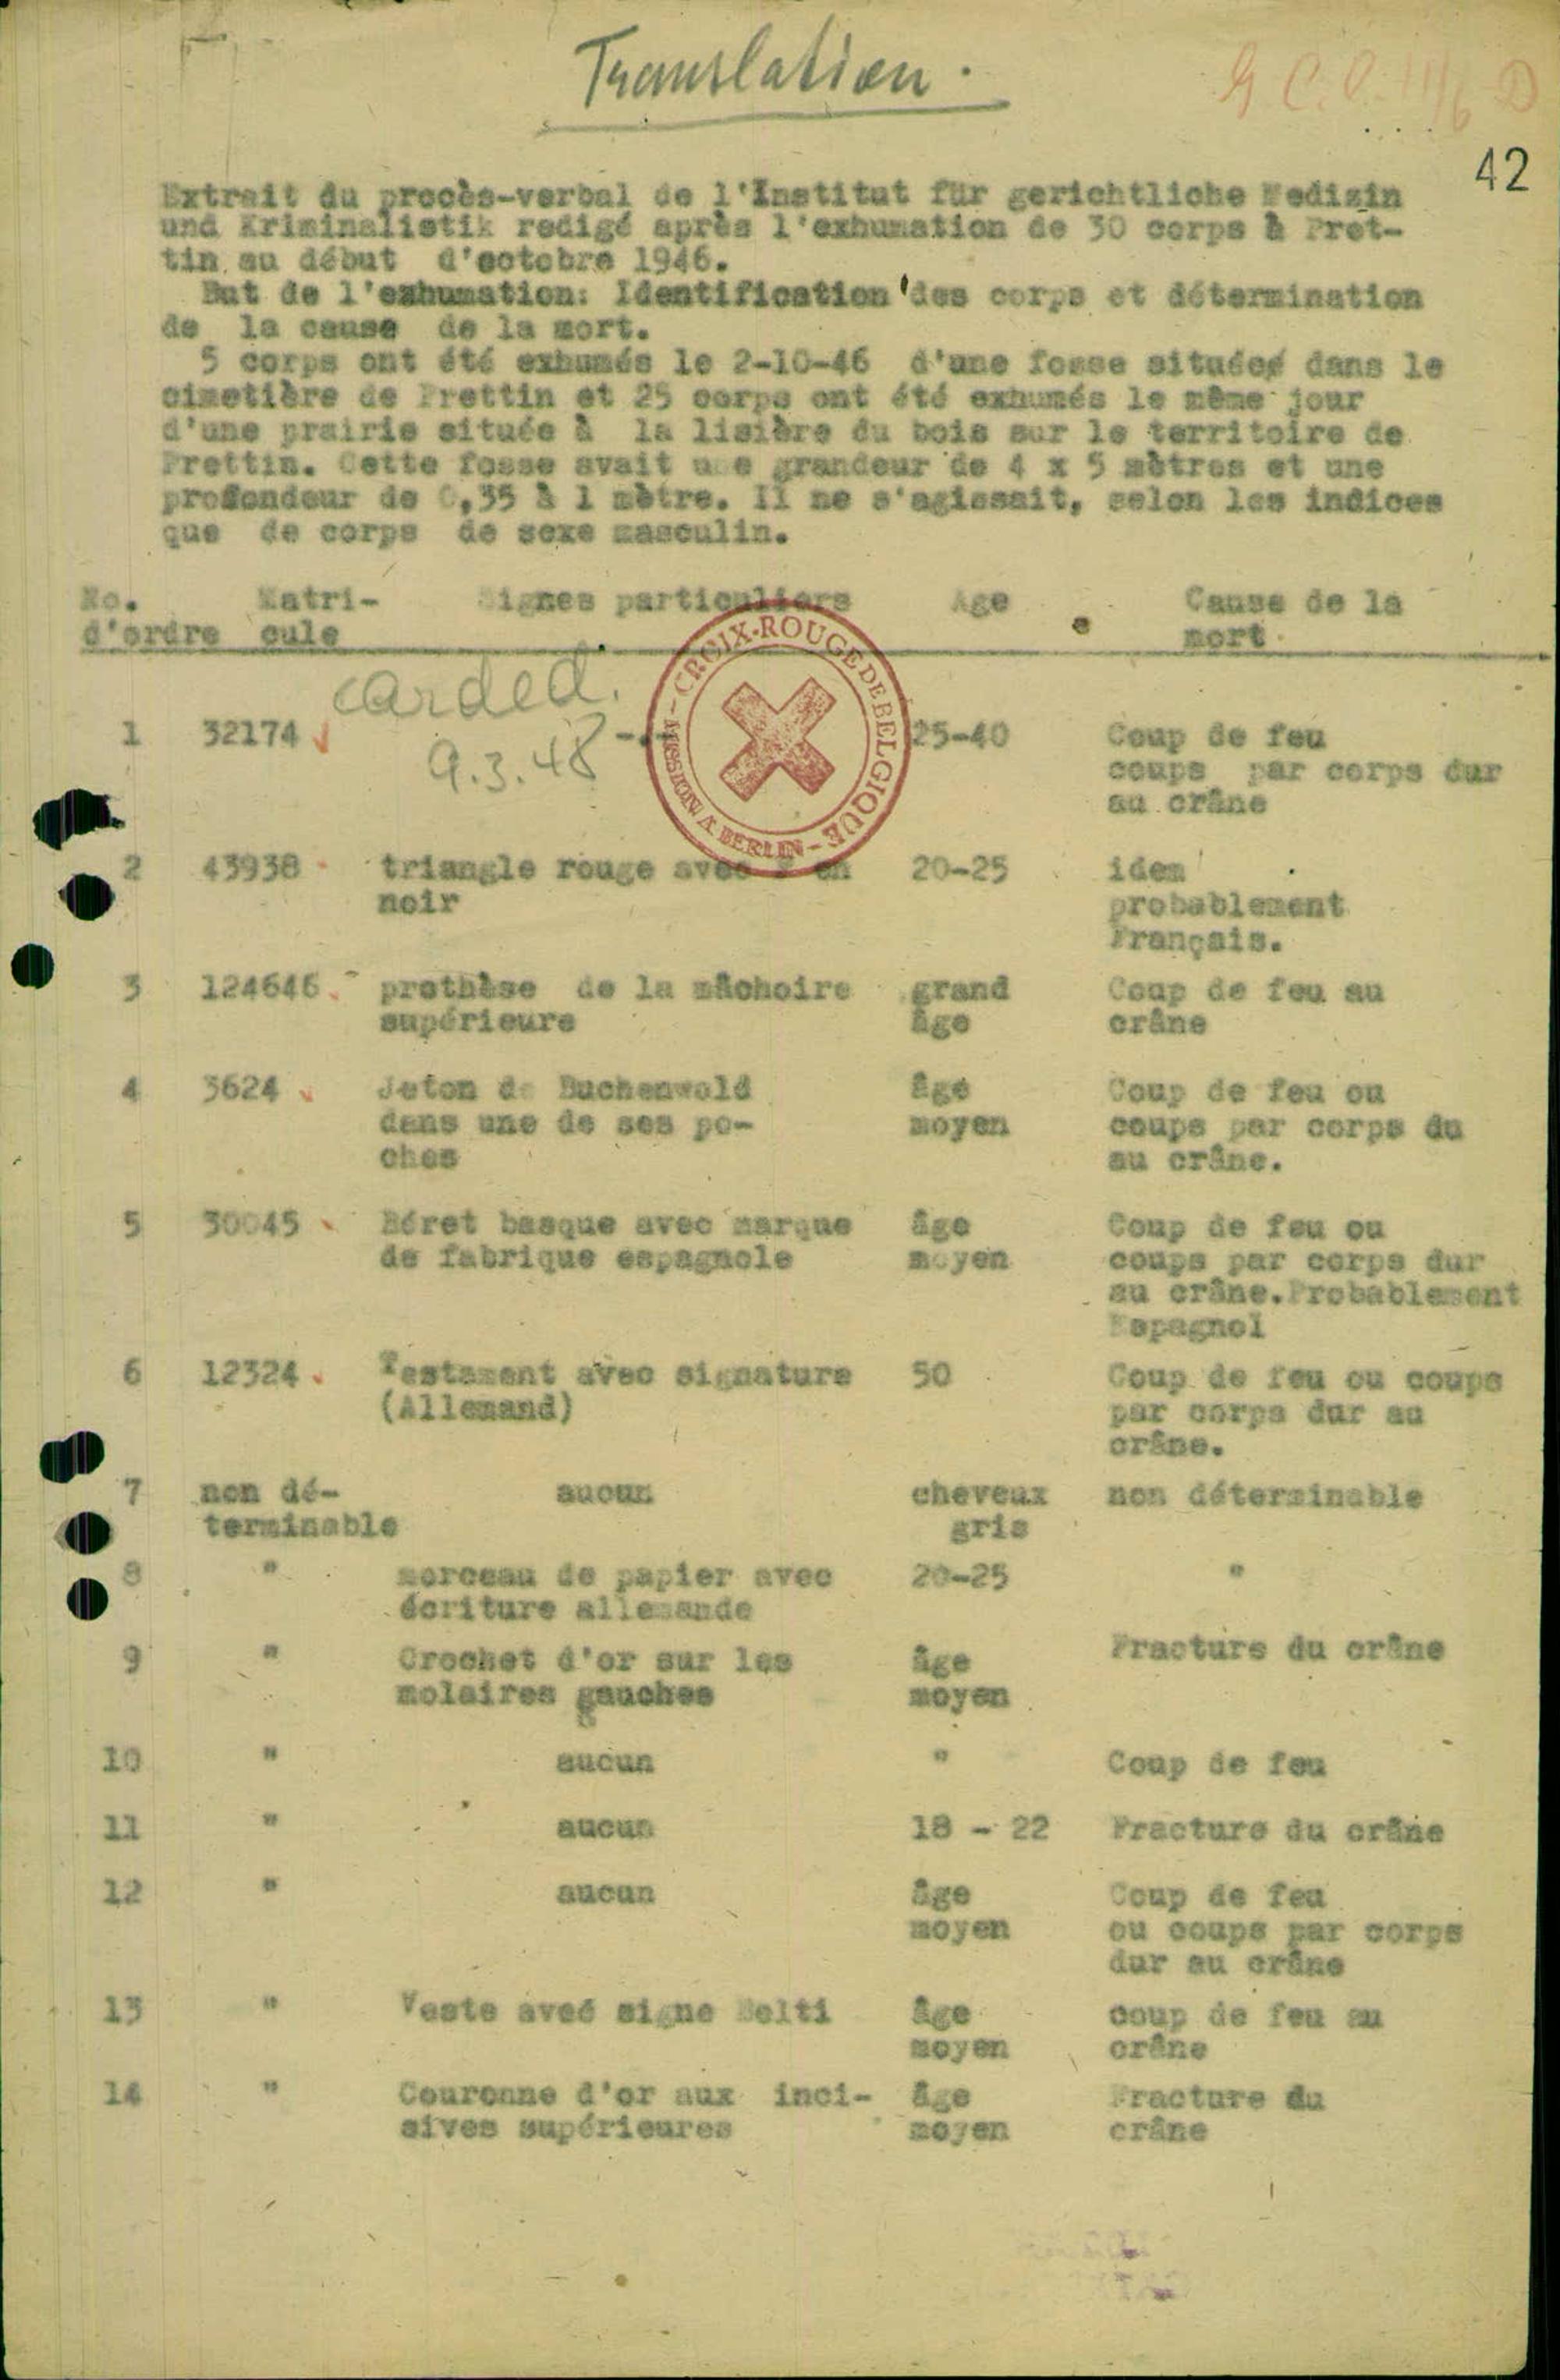 Translation.
42
Extrait du procès-verbal de l'Institut für gerichtliche Medizin
und Kriminalistik redigé après l'exhumation de 30 corps à Pret-
tin au début d'octobre 1946.
But de l'exhumation: Identification des corps et détermination
de la cause de la mort.
5 corps ont été exhumés le 2-10-46 d'une fosse située dans le
cimetière de Prettin et 25 corps ont été exhumés le même jour
d'une prairie située à la lisière du bois sur le territoire de
Prettin. Cette fosse avait une grandeur de 4 x 5 mètres et une
profondeur de 0,35 à 1 mètre. Il ne s'agissait, selon les indices
que de corps de sexe masculin.
No. Matri- Signes particuliers Age Cause de la
d'ordre cule mort
carded.
9.3.48
CROIX-ROUGE DE BELGIQUE - MISSION A BERLIN -
1 32174 25-40 Coup de feu
coups par corps dur
au crâne
2 43938 triangle rouge avec F en 20-25 idem
noir probablement
Français.
3 124646 prothèse de la mâchoire grand Coup de feu au
supérieure âge crâne
4 3624 Jeton de Buchenwald âge Coup de feu ou
dans une de ses po- moyen coups par corps du
ches au crâne.
5 30045 Béret basque avec marque âge Coup de feu ou
de fabrique espagnole moyen coups par corps dur
au crâne. Probablement
Espagnol
6 12324 Testament avec signature 50 Coup de feu ou coups
(Allemand) par corps dur au
crâne.
7 non dé- aucun cheveux non déterminable
terminable gris
8 " morceau de papier avec 20-25 "
écriture allemande
9 " Crochet d'or sur les âge Fracture du crâne
molaires gauches moyen
10 " aucun " Coup de feu
11 " aucun 18 - 22 Fracture du crâne
12 " aucun âge Coup de feu
moyen ou coups par corps
dur au crâne
13 " Veste avec signe Belti âge coup de feu au
moyen crâne
14 " Couronne d'or aux inci- âge Fracture du
sives supérieures moyen crâne